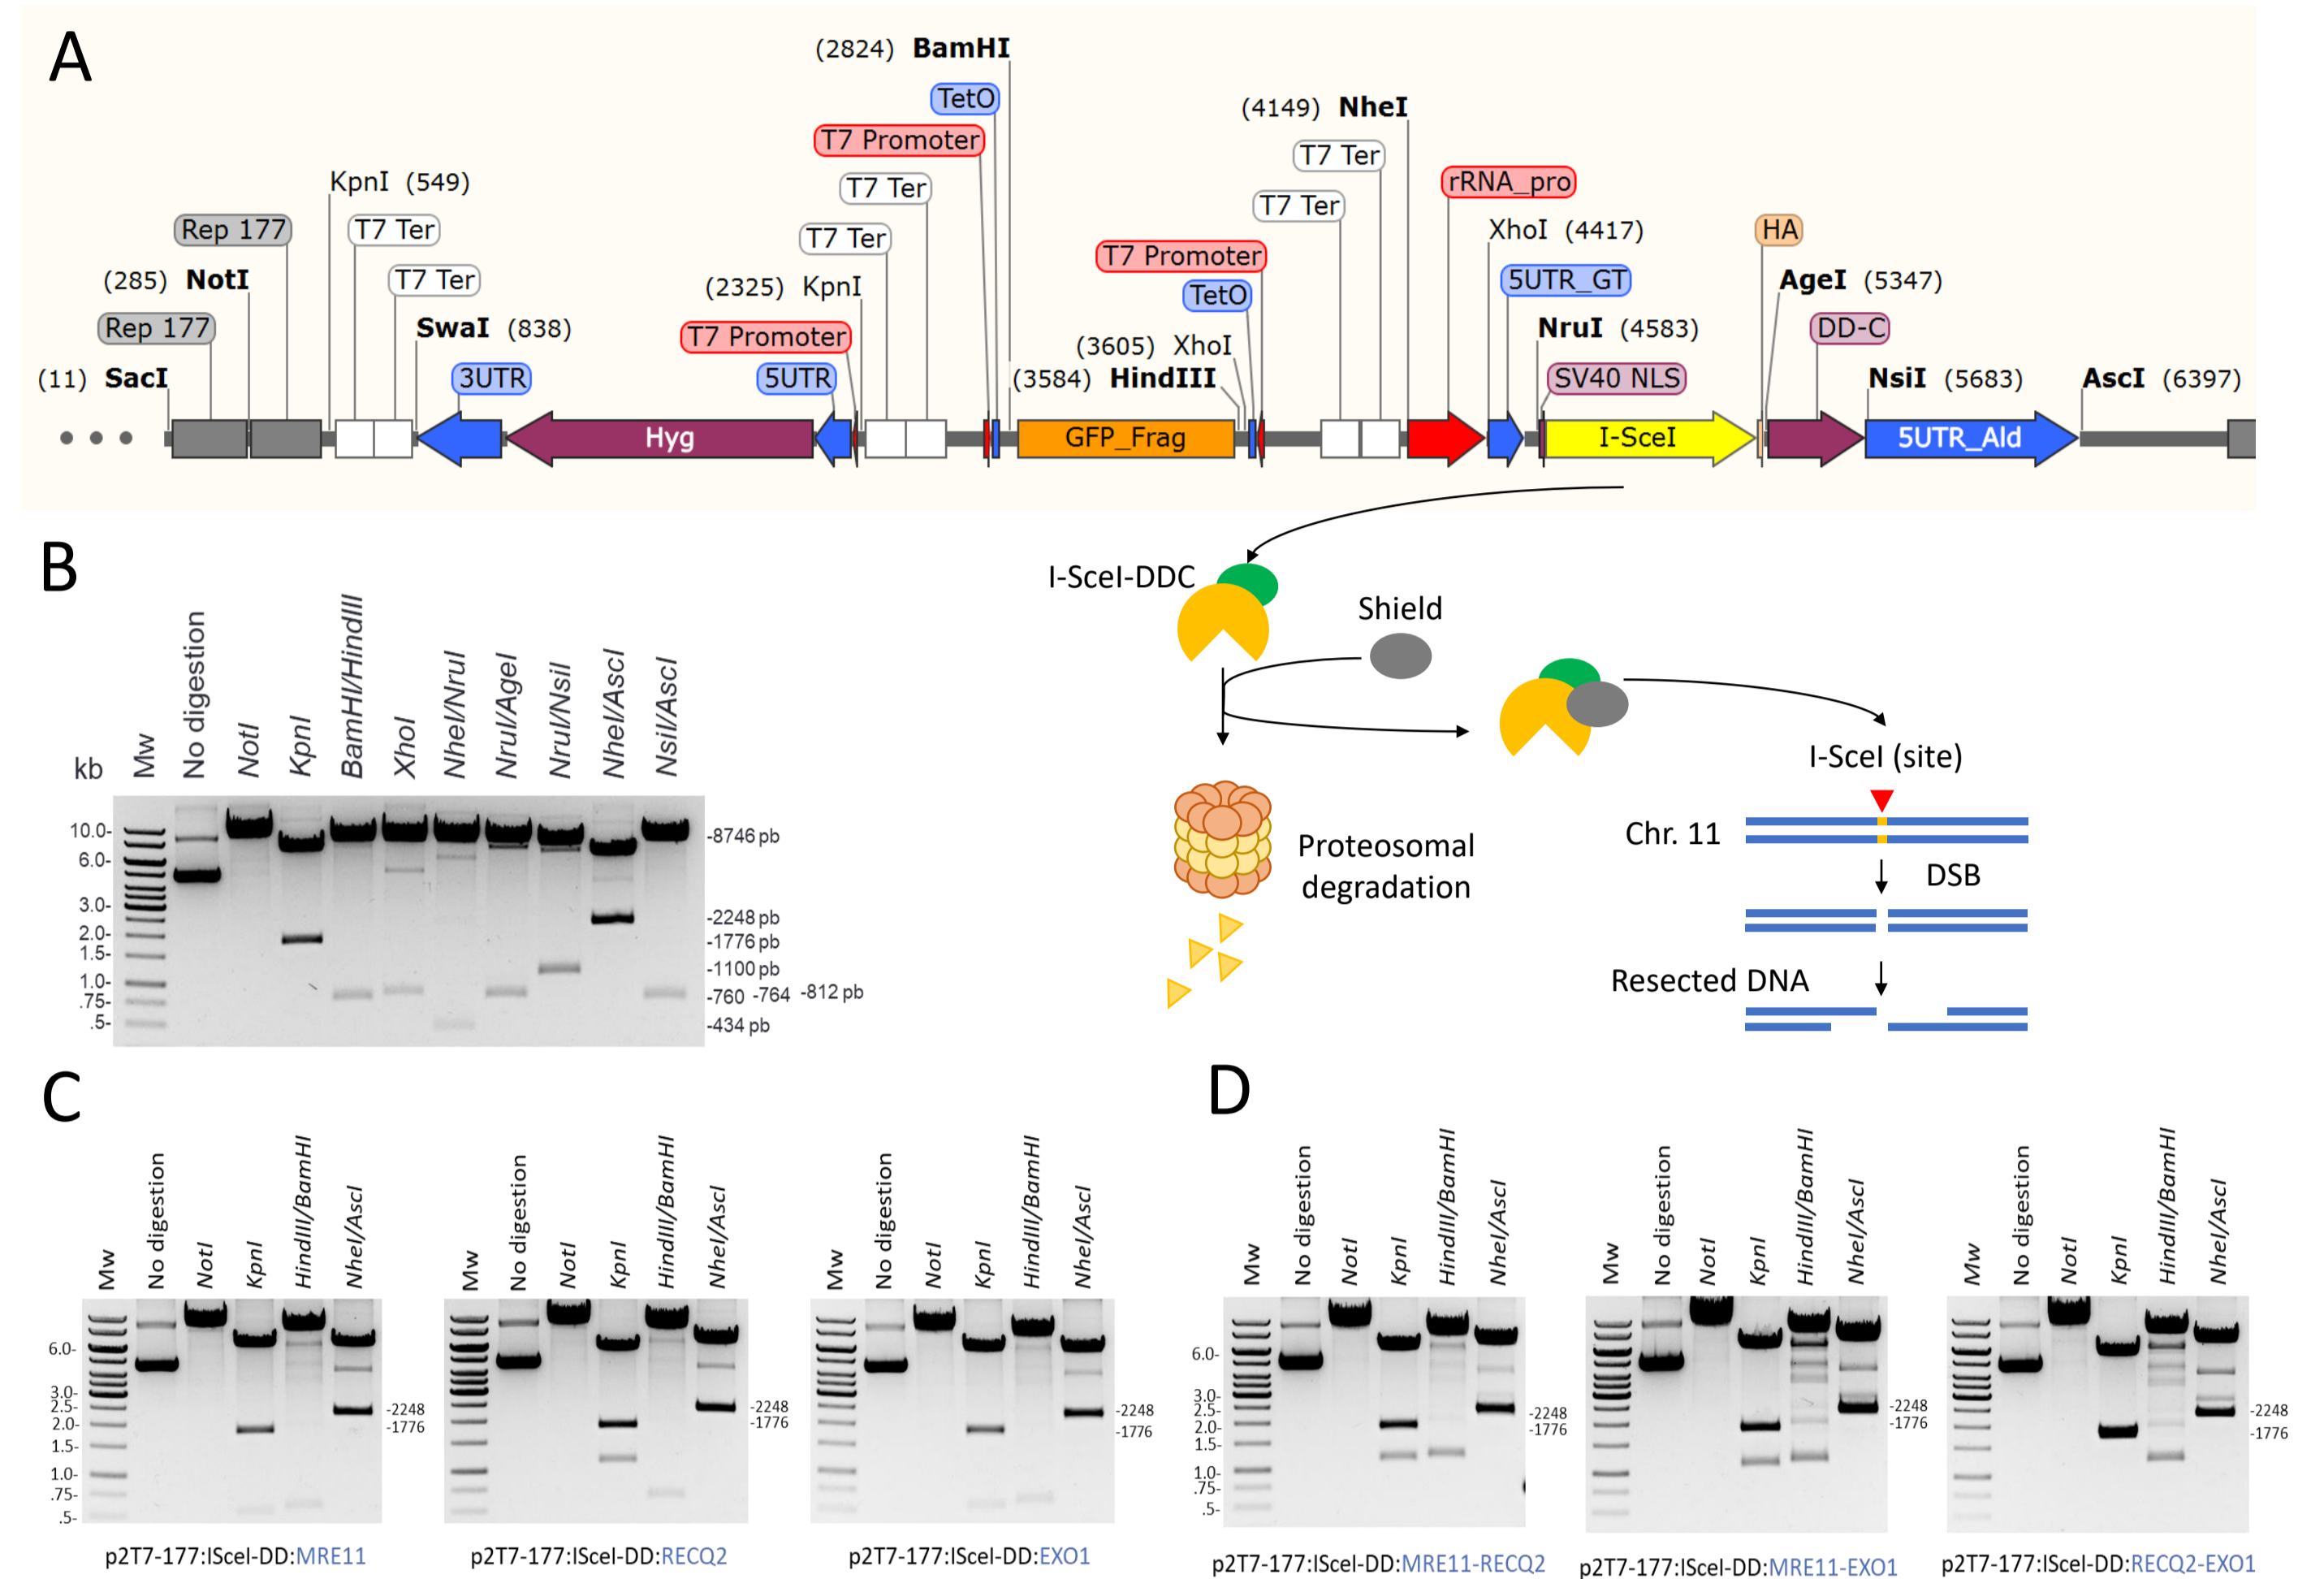 A
(2824) BamHI
TetO
(4149) NheI
T7 Promoter
T7 Ter
KpnI (549)
T7 Ter
rRNA_pro
Rep 177
T7 Ter
T7 Ter
T7 Ter
XhoI (4417)
HA
T7 Promoter
(285) NotI
T7 Ter
(2325) KpnI
TetO
5UTR_GT
AgeI (5347)
Rep 177
SwaI (838)
T7 Promoter
(3605) XhoI
NruI (4583)
DD-C
(11) SacI
3UTR
5UTR
(3584) HindIII
SV40 NLS
NsiI (5683)
AscI (6397)
Hyg
GFP_Frag
I-SceI
5UTR_Ald
B
kb
Mw
No digestion
NotI
KpnI
BamHI/HindIII
XhoI
NheI/NruI
NruI/AgeI
NruI/NsiI
NheI/AscI
NsiI/AscI
10.0-
6.0-
3.0-
2.0-
1.5-
1.0-
.75-
.5-
-8746 pb
-2248 pb
-1776 pb
-1100 pb
-760 -764 -812 pb
-434 pb
I-SceI-DDC
Shield
Proteosomal
degradation
I-SceI (site)
Chr. 11
DSB
Resected DNA
C
Mw
No digestion
NotI
KpnI
HindIII/BamHI
NheI/AscI
6.0-
3.0-
2.5-
2.0-
1.5-
1.0-
.75-
.5-
-2248
-1776
p2T7-177:ISceI-DD:MRE11
Mw
No digestion
NotI
KpnI
HindIII/BamHI
NheI/AscI
-2248
-1776
p2T7-177:ISceI-DD:RECQ2
Mw
No digestion
NotI
KpnI
HindIII/BamHI
NheI/AscI
-2248
-1776
p2T7-177:ISceI-DD:EXO1
D
Mw
No digestion
NotI
KpnI
HindIII/BamHI
NheI/AscI
6.0-
3.0-
2.5-
2.0-
1.5-
1.0-
.75-
.5-
-2248
-1776
p2T7-177:ISceI-DD:MRE11-RECQ2
Mw
No digestion
NotI
KpnI
HindIII/BamHI
NheI/AscI
-2248
-1776
p2T7-177:ISceI-DD:MRE11-EXO1
Mw
No digestion
NotI
KpnI
HindIII/BamHI
NheI/AscI
-2248
-1776
p2T7-177:ISceI-DD:RECQ2-EXO1